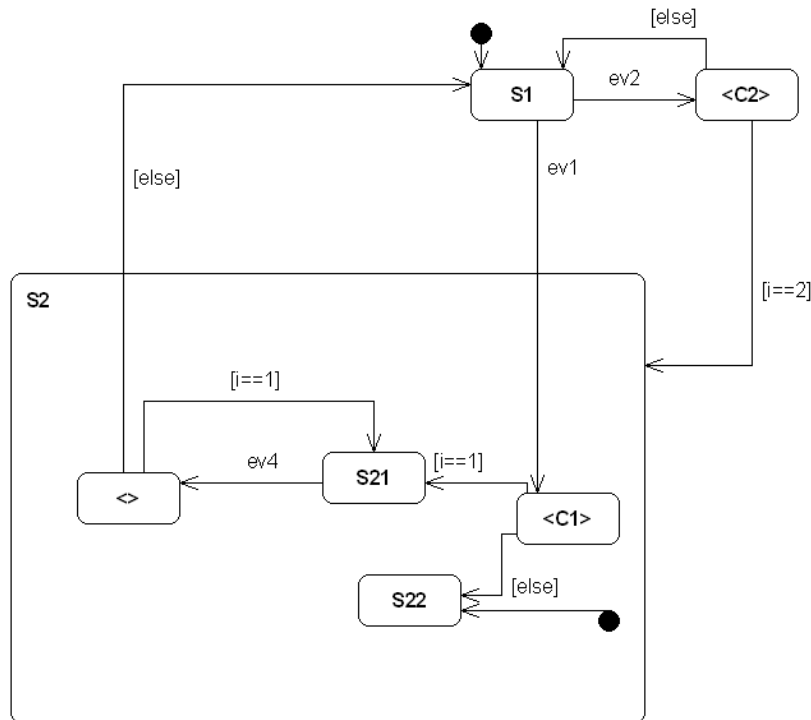 [else]
S1
ev2
<C2>
[else]
ev1
S2
[i==2]
[i==1]
ev4
S21
[i==1]
<>
<C1>
S22
[else]